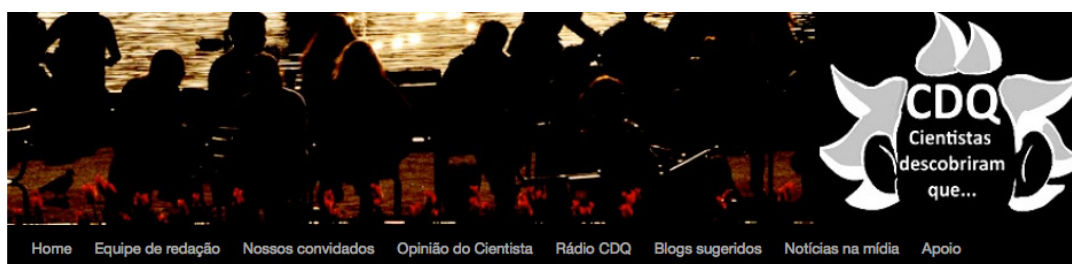 CDQ
Cientistas
descobriram
que...
Home Equipe de redação Nossos convidados Opinião do Cientista Rádio CDQ Blogs sugeridos Notícias na mídia Apoio